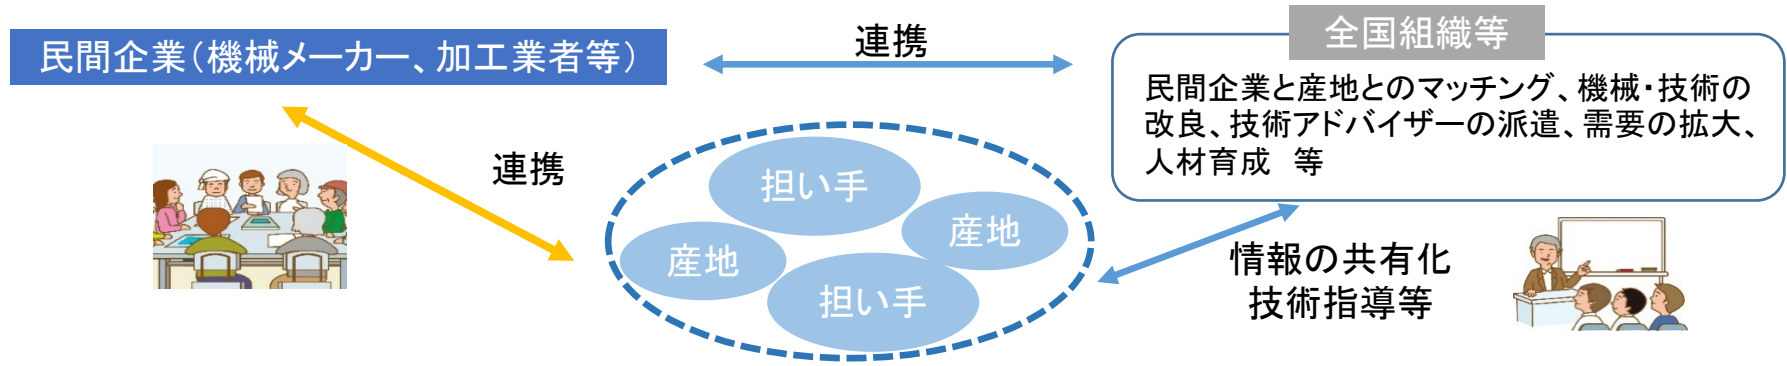 民間企業（機械メーカー、加工業者等）
連携
全国組織等
民間企業と産地とのマッチング、機械・技術の
改良、技術アドバイザーの派遣、需要の拡大、
人材育成　等
連携
担い手
産地
産地
担い手
情報の共有化
技術指導等